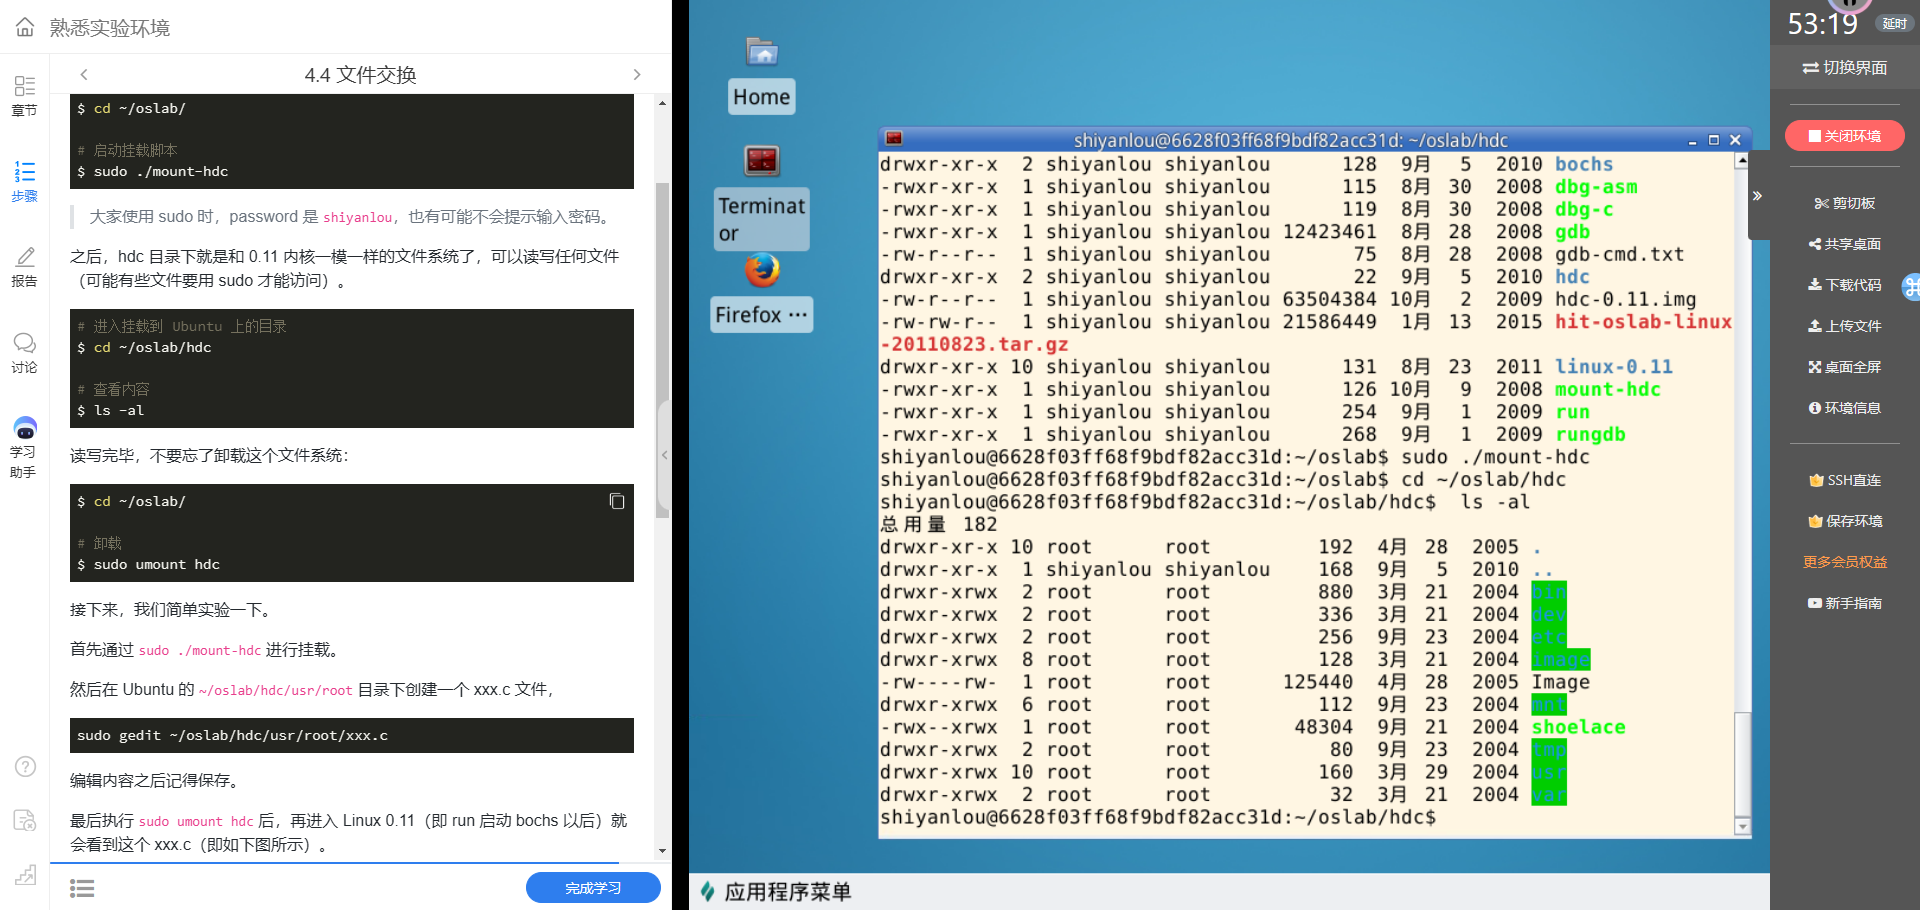 熟悉实验环境
章节
步骤
报告
讨论
学习
助手
4.4 文件交换
$ cd ~/oslab/
# 启动挂载脚本
$ sudo ./mount-hdc
大家使用 sudo 时，password 是 shiyanlou，也有可能不会提示输入密码。
之后，hdc 目录下就是和 0.11 内核一模一样的文件系统了，可以读写任何文件
（可能有些文件要用 sudo 才能访问）。
# 进入挂载到 Ubuntu 上的目录
$ cd ~/oslab/hdc
# 查看内容
$ ls -al
读写完毕，不要忘了卸载这个文件系统：
$ cd ~/oslab/
# 卸载
$ sudo umount hdc
接下来，我们简单实验一下。
首先通过 sudo ./mount-hdc 进行挂载。
然后在 Ubuntu 的 ~/oslab/hdc/usr/root 目录下创建一个 xxx.c 文件，
sudo gedit ~/oslab/hdc/usr/root/xxx.c
编辑内容之后记得保存。
最后执行 sudo umount hdc 后，再进入 Linux 0.11（即 run 启动 bochs 以后）就
会看到这个 xxx.c（即如下图所示）。
完成学习
Home
Terminat
or
Firefox ···
shiyanlou@6628f03ff68f9bdf82acc31d: ~/oslab/hdc
drwxr-xr-x 2 shiyanlou shiyanlou 128 9月 5 2010 bochs
-rwxr-xr-x 1 shiyanlou shiyanlou 115 8月 30 2008 dbg-asm
-rwxr-xr-x 1 shiyanlou shiyanlou 119 8月 30 2008 dbg-c
-rwxr-xr-x 1 shiyanlou shiyanlou 12423461 8月 28 2008 gdb
-rw-r--r-- 1 shiyanlou shiyanlou 75 8月 28 2008 gdb-cmd.txt
drwxr-xr-x 2 shiyanlou shiyanlou 22 9月 5 2010 hdc
-rw-r--r-- 1 shiyanlou shiyanlou 63504384 10月 2 2009 hdc-0.11.img
-rw-rw-r-- 1 shiyanlou shiyanlou 21586449 1月 13 2015 hit-oslab-linux
-20110823.tar.gz
drwxr-xr-x 10 shiyanlou shiyanlou 131 8月 23 2011 linux-0.11
-rwxr-xr-x 1 shiyanlou shiyanlou 126 10月 9 2008 mount-hdc
-rwxr-xr-x 1 shiyanlou shiyanlou 254 9月 1 2009 run
-rwxr-xr-x 1 shiyanlou shiyanlou 268 9月 1 2009 rungdb
shiyanlou@6628f03ff68f9bdf82acc31d:~/oslab$ sudo ./mount-hdc
shiyanlou@6628f03ff68f9bdf82acc31d:~/oslab$ cd ~/oslab/hdc
shiyanlou@6628f03ff68f9bdf82acc31d:~/oslab/hdc$ ls -al
总用量 182
drwxr-xr-x 10 root root 192 4月 28 2005 .
drwxr-xr-x 1 shiyanlou shiyanlou 168 9月 5 2010 ..
drwxr-xrwx 2 root root 880 3月 21 2004 bin
drwxr-xrwx 2 root root 336 3月 21 2004 dev
drwxr-xrwx 2 root root 256 9月 23 2004 etc
drwxr-xrwx 8 root root 128 3月 21 2004 image
-rw----rw- 1 root root 125440 4月 28 2005 Image
drwxr-xrwx 6 root root 112 9月 23 2004 mnt
-rwx--xrwx 1 root root 48304 9月 21 2004 shoelace
drwxr-xrwx 2 root root 80 9月 23 2004 tmp
drwxr-xrwx 10 root root 160 3月 29 2004 usr
drwxr-xrwx 2 root root 32 3月 21 2004 var
shiyanlou@6628f03ff68f9bdf82acc31d:~/oslab/hdc$
应用程序菜单
53:19 延时
切换界面
关闭环境
剪切板
共享桌面
下载代码
上传文件
桌面全屏
环境信息
SSH直连
保存环境
更多会员权益
新手指南